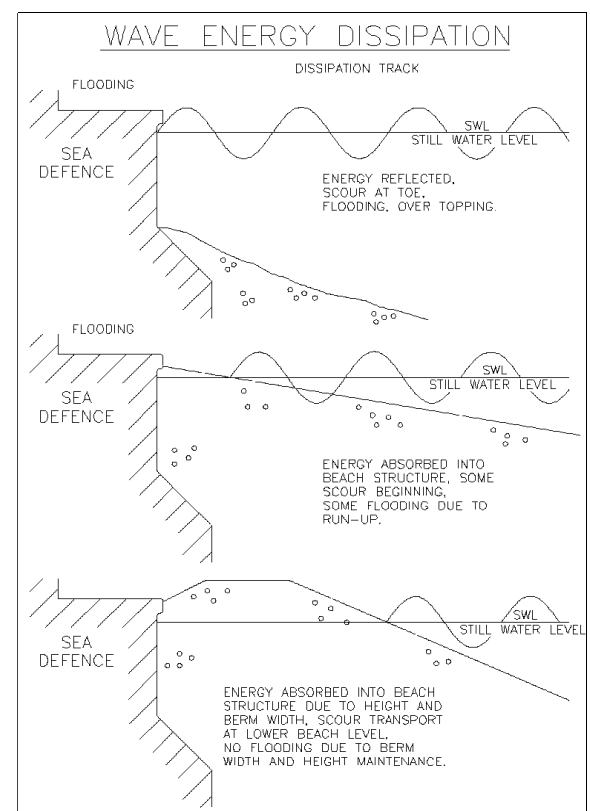 WAVE ENERGY DISSIPATION
DISSIPATION TRACK
FLOODING
SWL
STILL WATER LEVEL
SEA
DEFENCE
ENERGY REFLECTED,
SCOUR AT TOE,
FLOODING, OVER TOPPING.
FLOODING
SWL
STILL WATER LEVEL
SEA
DEFENCE
ENERGY ABSORBED INTO
BEACH STRUCTURE, SOME
SCOUR BEGINNING,
SOME FLOODING DUE TO
RUN-UP.
SWL
STILL WATER LEVEL
SEA
DEFENCE
ENERGY ABSORBED INTO BEACH
STRUCTURE DUE TO HEIGHT AND
BERM WIDTH, SCOUR TRANSPORT
AT LOWER BEACH LEVEL.
NO FLOODING DUE TO BERM
WIDTH AND HEIGHT MAINTENANCE.